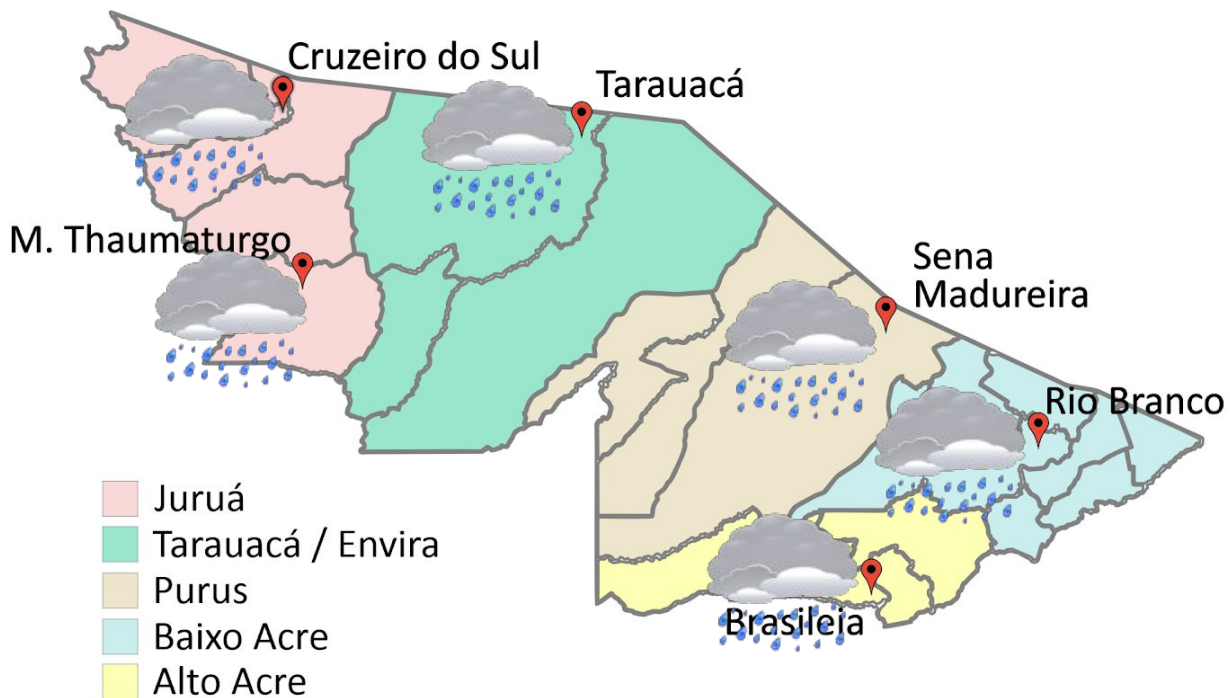 Cruzeiro do Sul
Tarauacá
M. Thaumaturgo
Sena
Madureira
Rio Branco
Brasileia
Juruá
Tarauacá / Envira
Purus
Baixo Acre
Alto Acre